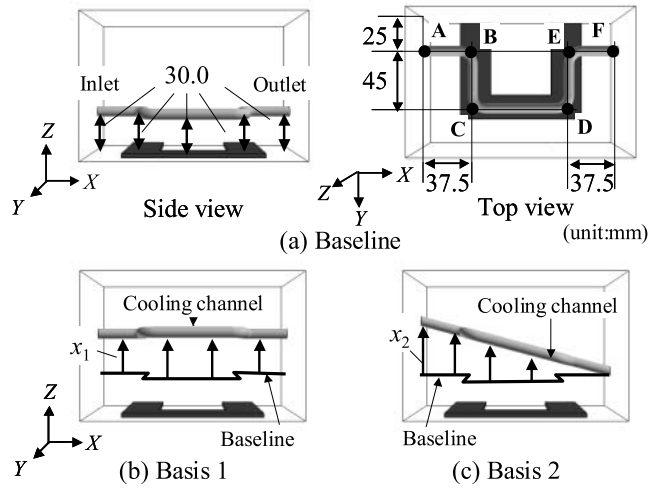 Inlet
30.0
Outlet
Z
X
Y
Side view
25
45
A
B
E
F
C
D
37.5
37.5
Z
X
Y
Top view
(unit:mm)
(a) Baseline
Cooling channel
x1
Baseline
Z
X
Y
(b) Basis 1
Cooling channel
x2
Baseline
(c) Basis 2